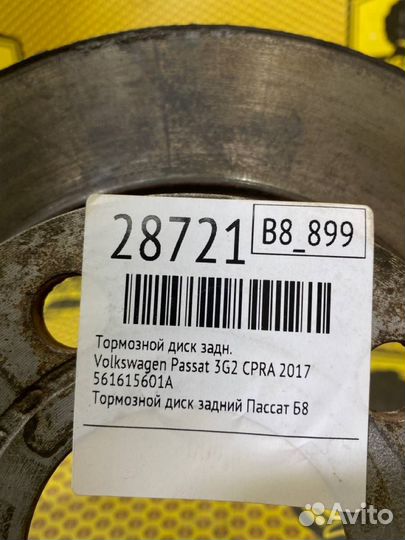 28721
B8_899
Тормозной диск задн.
Volkswagen Passat 3G2 CPRA 2017
561615601A
Тормозной диск задний Пассат Б8
Avito